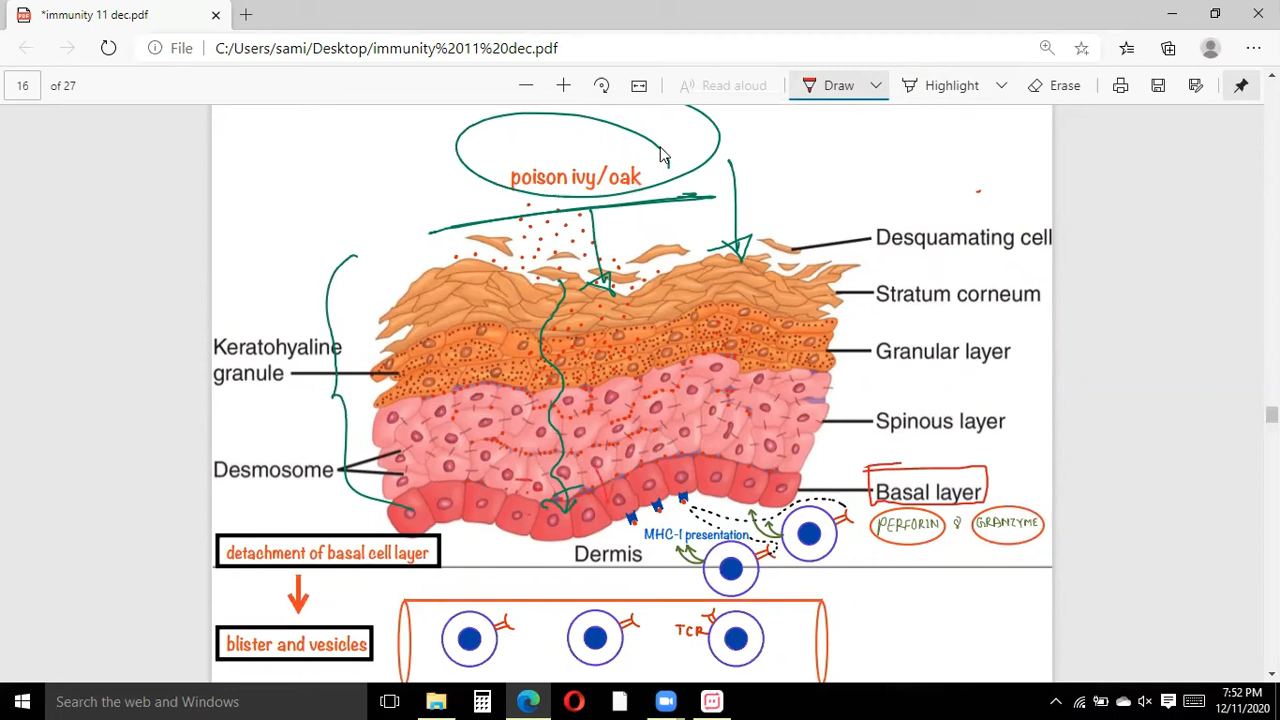 *immunity 11 dec.pdf
File
C:/Users/sami/Desktop/immunity%2011%20dec.pdf
16 of 27
Read aloud
Draw
Highlight
Erase
poison ivy/oak
Desquamating cell
Stratum corneum
Keratohyaline
granule
Granular layer
Spinous layer
Desmosome
Basal layer
PERFORIN & GRANZYME
MHC-1 presentation
detachment of basal cell layer
Dermis
blister and vesicles
TCR
Search the web and Windows
7:52 PM
12/11/2020